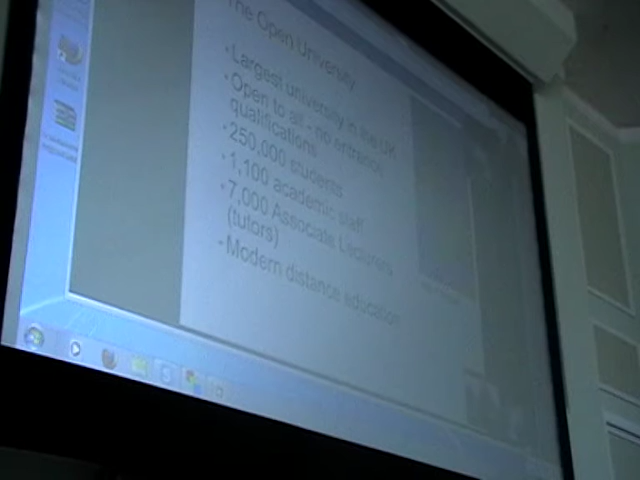 The Open University
• Largest university in the UK
• Open to all - no entrance
qualifications
• 250,000 students
• 1,100 academic staff
• 7,000 Associate Lecturers
(tutors)
• Modern distance education